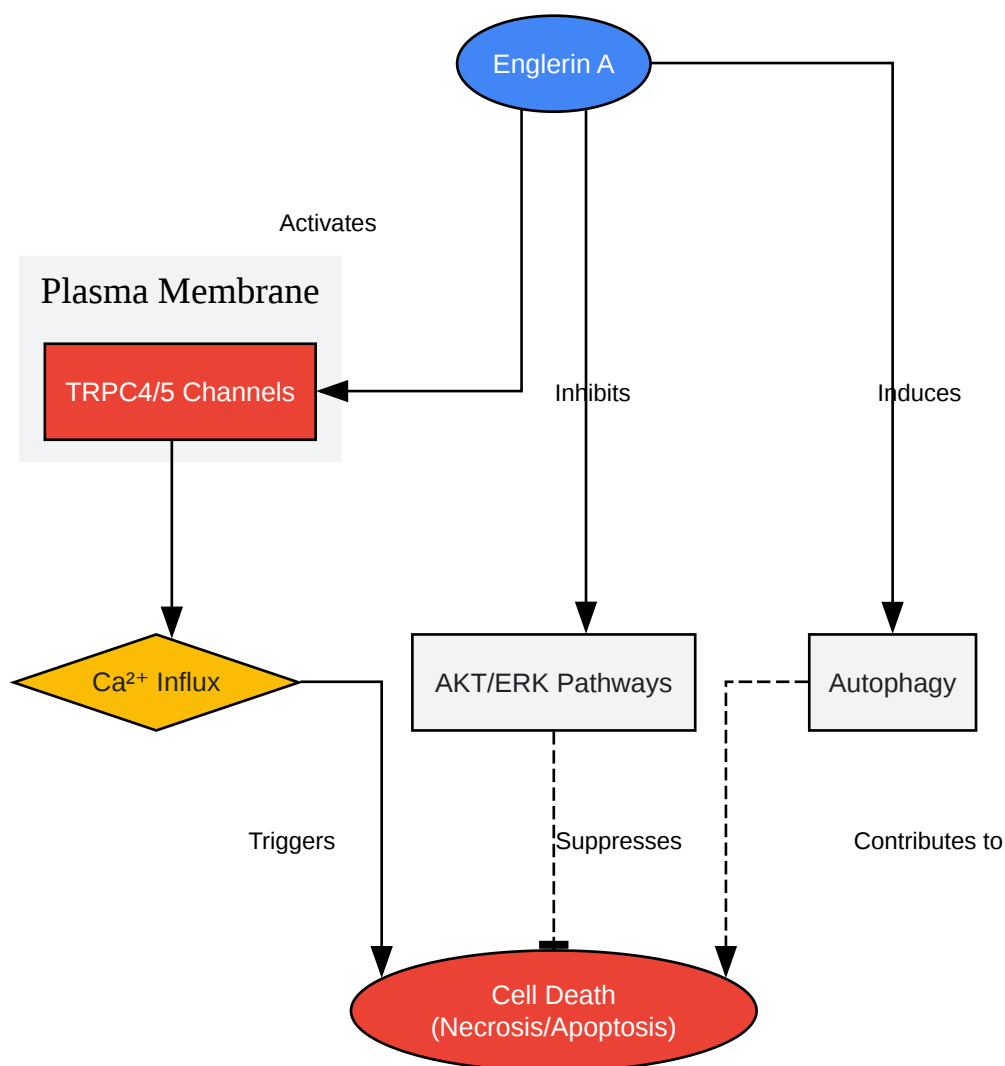 Englerin A
Activates
Plasma Membrane
TRPC4/5 Channels
Inhibits
Induces
Ca²⁺ Influx
AKT/ERK Pathways
Autophagy
Triggers
Suppresses
Contributes to
Cell Death
(Necrosis/Apoptosis)